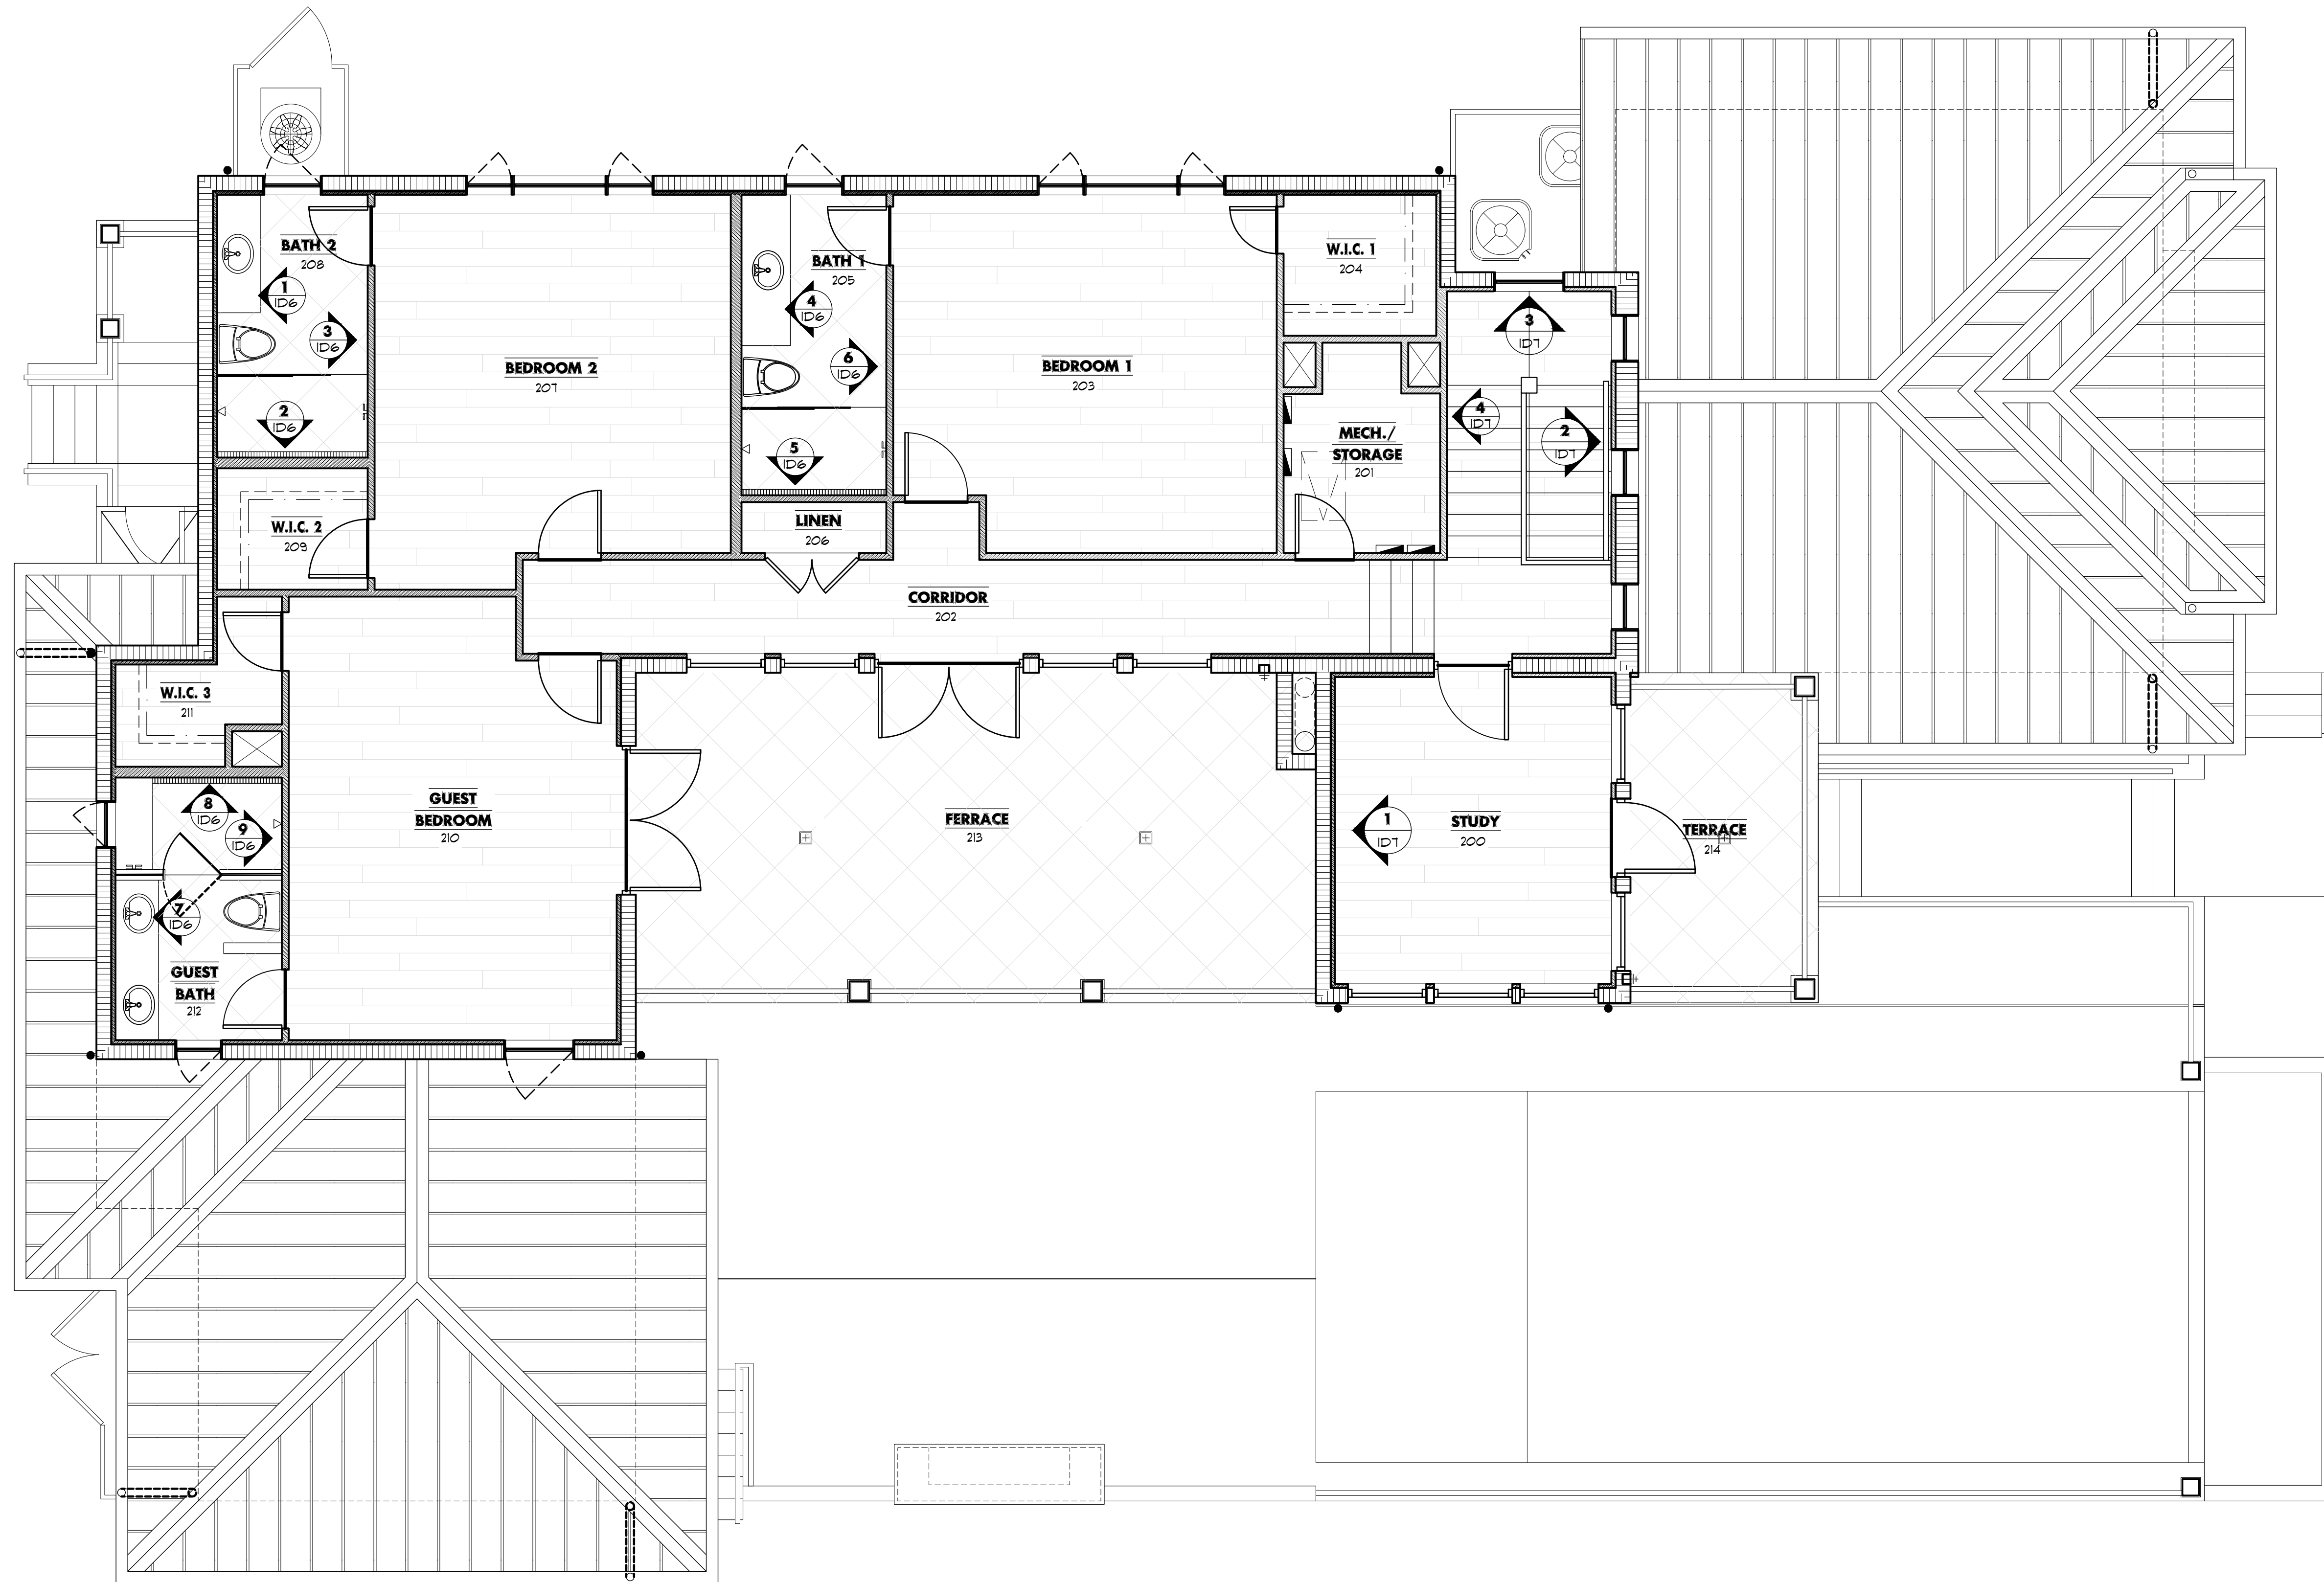 BATH 2
208
1
ID6
3
ID6
2
ID6
W.I.C. 2
209
BEDROOM 2
207
BATH 1
205
4
ID6
6
ID6
5
ID6
LINEN
206
BEDROOM 1
203
W.I.C. 1
204
MECH./
STORAGE
201
3
ID7
4
ID7
2
ID7
CORRIDOR
202
W.I.C. 3
211
8
ID6
9
ID6
7
ID6
GUEST
BATH
212
GUEST
BEDROOM
210
FERRACE
213
1
ID7
STUDY
200
TERRACE
214